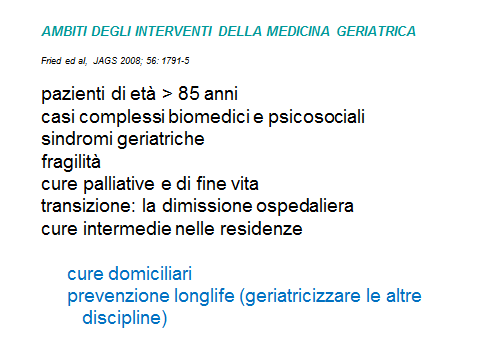 AMBITI DEGLI INTERVENTI DELLA MEDICINA GERIATRICA
Fried ed al, JAGS 2008; 56: 1791-5
pazienti di età > 85 anni
casi complessi biomedici e psicosociali
sindromi geriatriche
fragilità
cure palliative e di fine vita
transizione: la dimissione ospedaliera
cure intermedie nelle residenze
cure domiciliari
prevenzione longlife (geriatricizzare le altre
discipline)